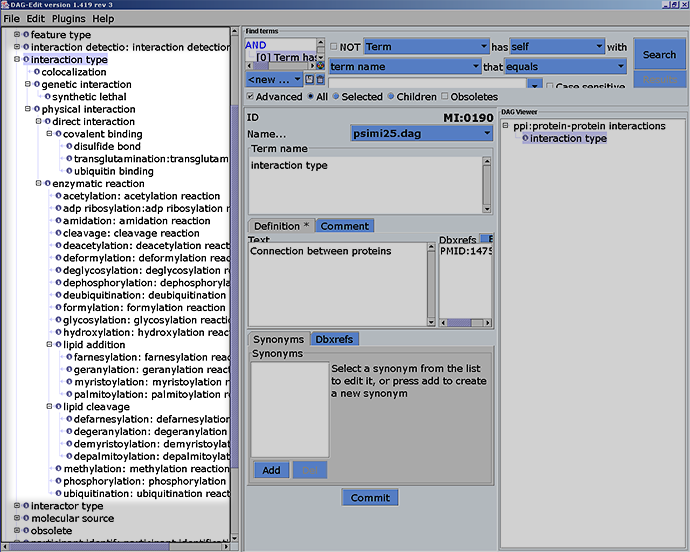 DAG-Edit version 1.419 rev 3
File Edit Plugins Help
feature type
interaction detectio: interaction detection
interaction type
colocalization
genetic interaction
synthetic lethal
physical interaction
direct interaction
covalent binding
disulfide bond
transglutamination:transglutam
ubiquitin binding
enzymatic reaction
acetylation: acetylation reaction
adp ribosylation:adp ribosylation r
amidation: amidation reaction
cleavage: cleavage reaction
deacetylation: deacetylation reac
deformylation: deformylation reac
deglycosylation: deglycosylation r
dephosphorylation: dephosphoryla
deubiquitination: deubiquitination
formylation: formylation reaction
glycosylation: glycosylation react
hydroxylation: hydroxylation reac
lipid addition
farnesylation: farnesylation reac
geranylation: geranylation reac
myristoylation: myristoylation r
palmitoylation: palmitoylation r
lipid cleavage
defarnesylation: defarnesylatio
degeranylation: degeranylation
demyristoylation: demyristoyla
depalmitoylation: depalmitoyla
methylation: methylation reaction
phosphorylation: phosphorylation
ubiquitination: ubiquitination react
interactor type
molecular source
obsolete
Find terms
AND
[0] Term has
<new ...
NOT Term has self with
term name that equals
Case sensitive
Search
Advanced All Selected Children Obsoletes
ID MI:0190
Name... psimi25.dag
Term name
interaction type
Definition * Comment
Text
Connection between proteins
Dbxrefs
PMID:1475
Synonyms Dbxrefs
Synonyms
Select a synonym from the list
to edit it, or press add to create
a new synonym
Add
Commit
DAG Viewer
ppi:protein-protein interactions
interaction type